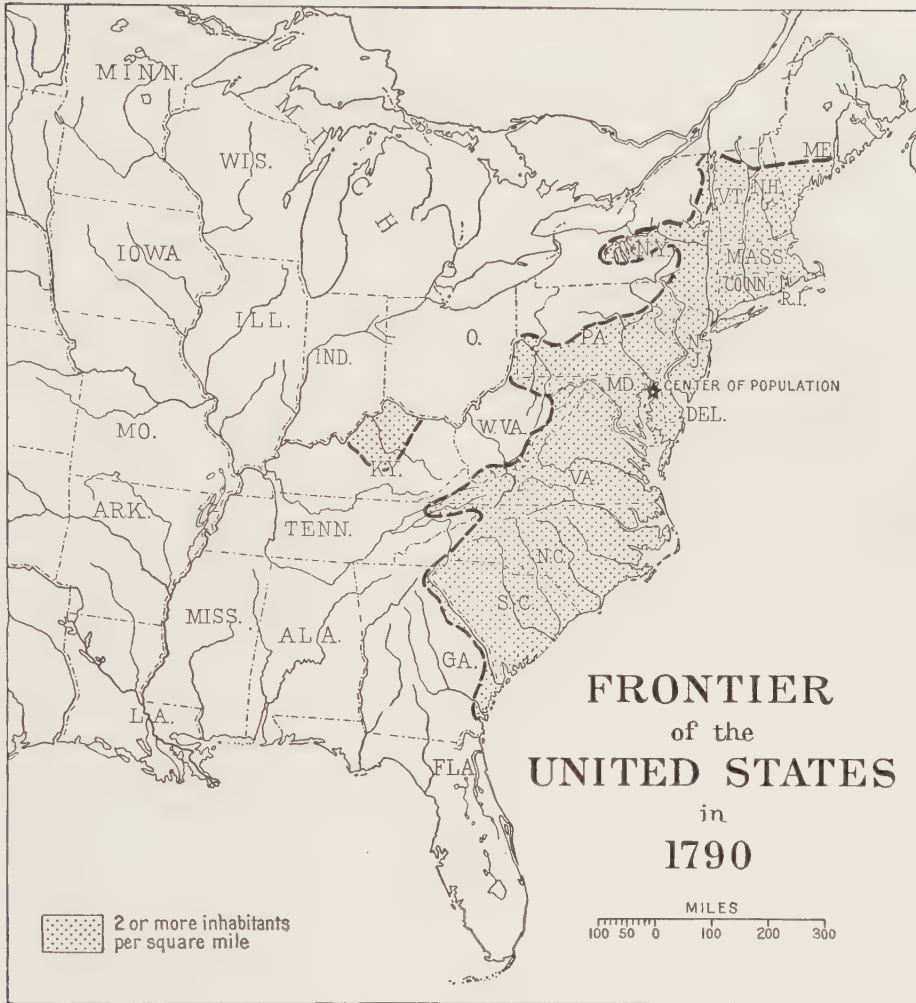 MINN.
WIS.
MICH
IOWA
ILL.
IND.
O.
MO.
KY.
W.VA.
ARK.
TENN.
MISS.
ALA.
GA.
LA.
FLA.
ME.
VT.
N.H.
N.Y.
MASS.
CONN.
R.I.
PA.
N.
J.
MD.
CENTER OF POPULATION
DEL.
VA.
N.C.
S.C.
FRONTIER
of the
UNITED STATES
in
1790
MILES
100 50 0 100 200 300
2 or more inhabitants
per square mile